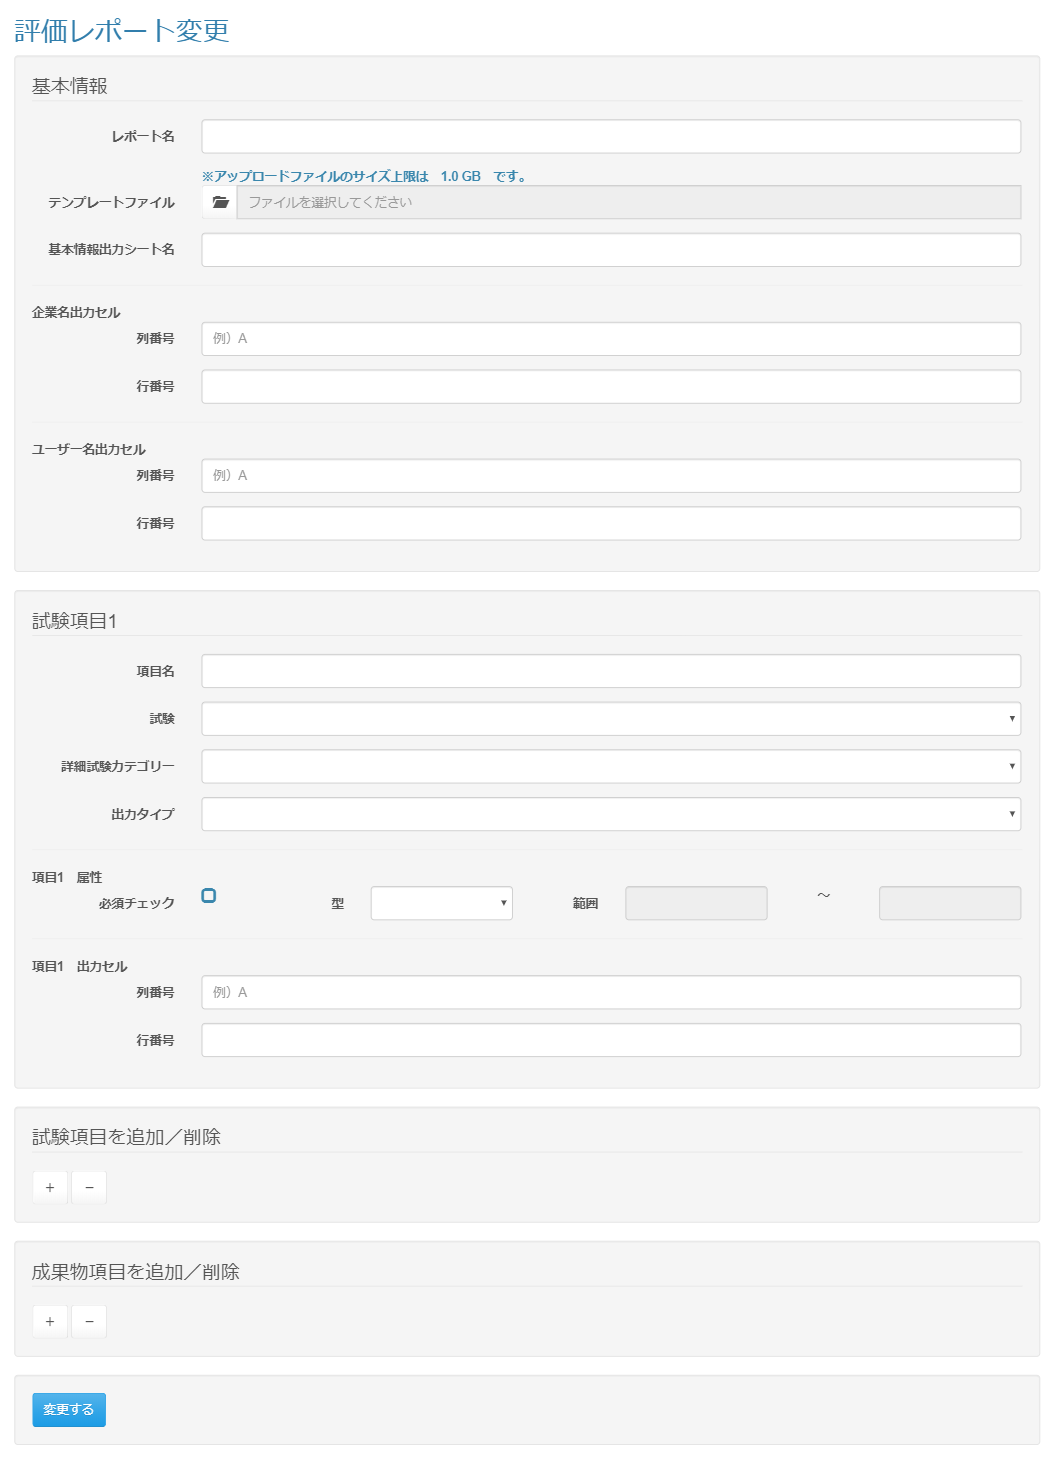 評価レポート変更
基本情報
レポート名
※アップロードファイルのサイズ上限は　1.0 GB　です。
テンプレートファイル
ファイルを選択してください
基本情報出力シート名
企業名出力セル
列番号
例）A
行番号
ユーザー名出力セル
列番号
例）A
行番号
試験項目1
項目名
試験
詳細試験カテゴリー
出力タイプ
項目1　属性
必須チェック
型
範囲
～
項目1　出力セル
列番号
例）A
行番号
試験項目を追加／削除
+ −
成果物項目を追加／削除
+ −
変更する